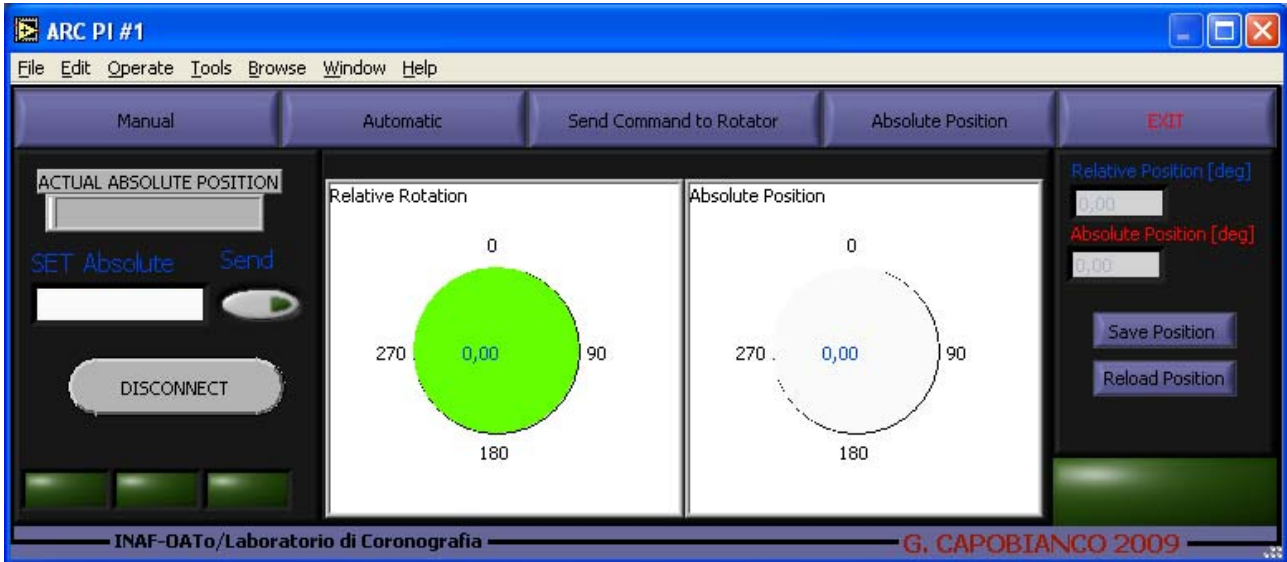 ARC PI #1
File Edit Operate Tools Browse Window Help
Manual Automatic Send Command to Rotator Absolute Position EXIT
ACTUAL ABSOLUTE POSITION
SET Absolute Send
DISCONNECT
Relative Rotation
0
270 0,00 90
180
Absolute Position
0
270 0,00 90
180
Relative Position [deg]
0,00
Absolute Position [deg]
0,00
Save Position
Reload Position
INAF-OATo/Laboratorio di Coronografia
G. CAPOBIANCO 2009